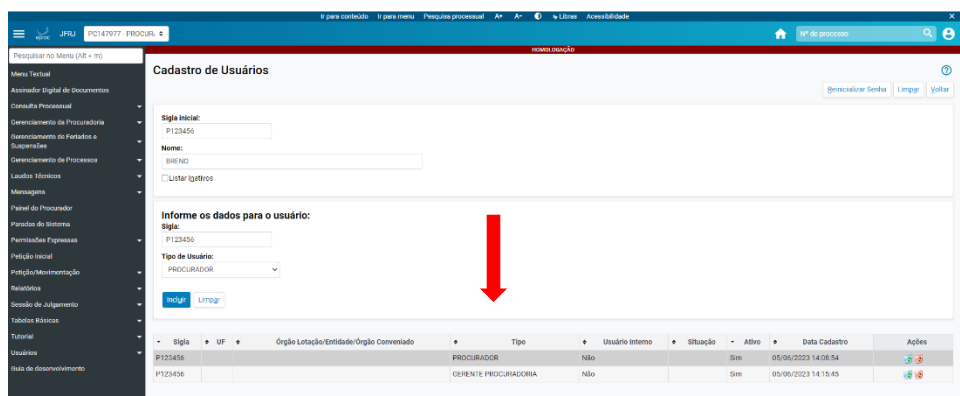 Ir para conteúdo Ir para menu Pesquisa processual A+ A- Libras Acessibilidade ×
eproc JFRJ PC147977 - PROCUR Nº do processo
HOMOLOGAÇÃO
Pesquisar no Menu (Alt + m)
Menu Textual
Assinador Digital de Documentos
Consulta Processual
Gerenciamento da Procuradoria
Gerenciamento de Feriados e
Suspensões
Gerenciamento de Processos
Laudos Técnicos
Mensagens
Painel do Procurador
Paradas do Sistema
Permissões Expressas
Petição Inicial
Petição/Movimentação
Relatórios
Sessão de Julgamento
Tabelas Básicas
Tutorial
Usuários
Guia de desenvolvimento
Cadastro de Usuários
Reinicializar Senha Limpar Voltar
Sigla inicial:
P123456
Nome:
BRENO
Listar Inativos
Informe os dados para o usuário:
Sigla:
P123456
Tipo de Usuário:
PROCURADOR
Incluir Limpar
Sigla UF Órgão Lotação/Entidade/Órgão Conveniado Tipo Usuário Interno Situação Ativo Data Cadastro Ações
P123456 PROCURADOR Não Sim 05/06/2023 14:08:54
P123456 GERENTE PROCURADORIA Não Sim 05/06/2023 14:15:45